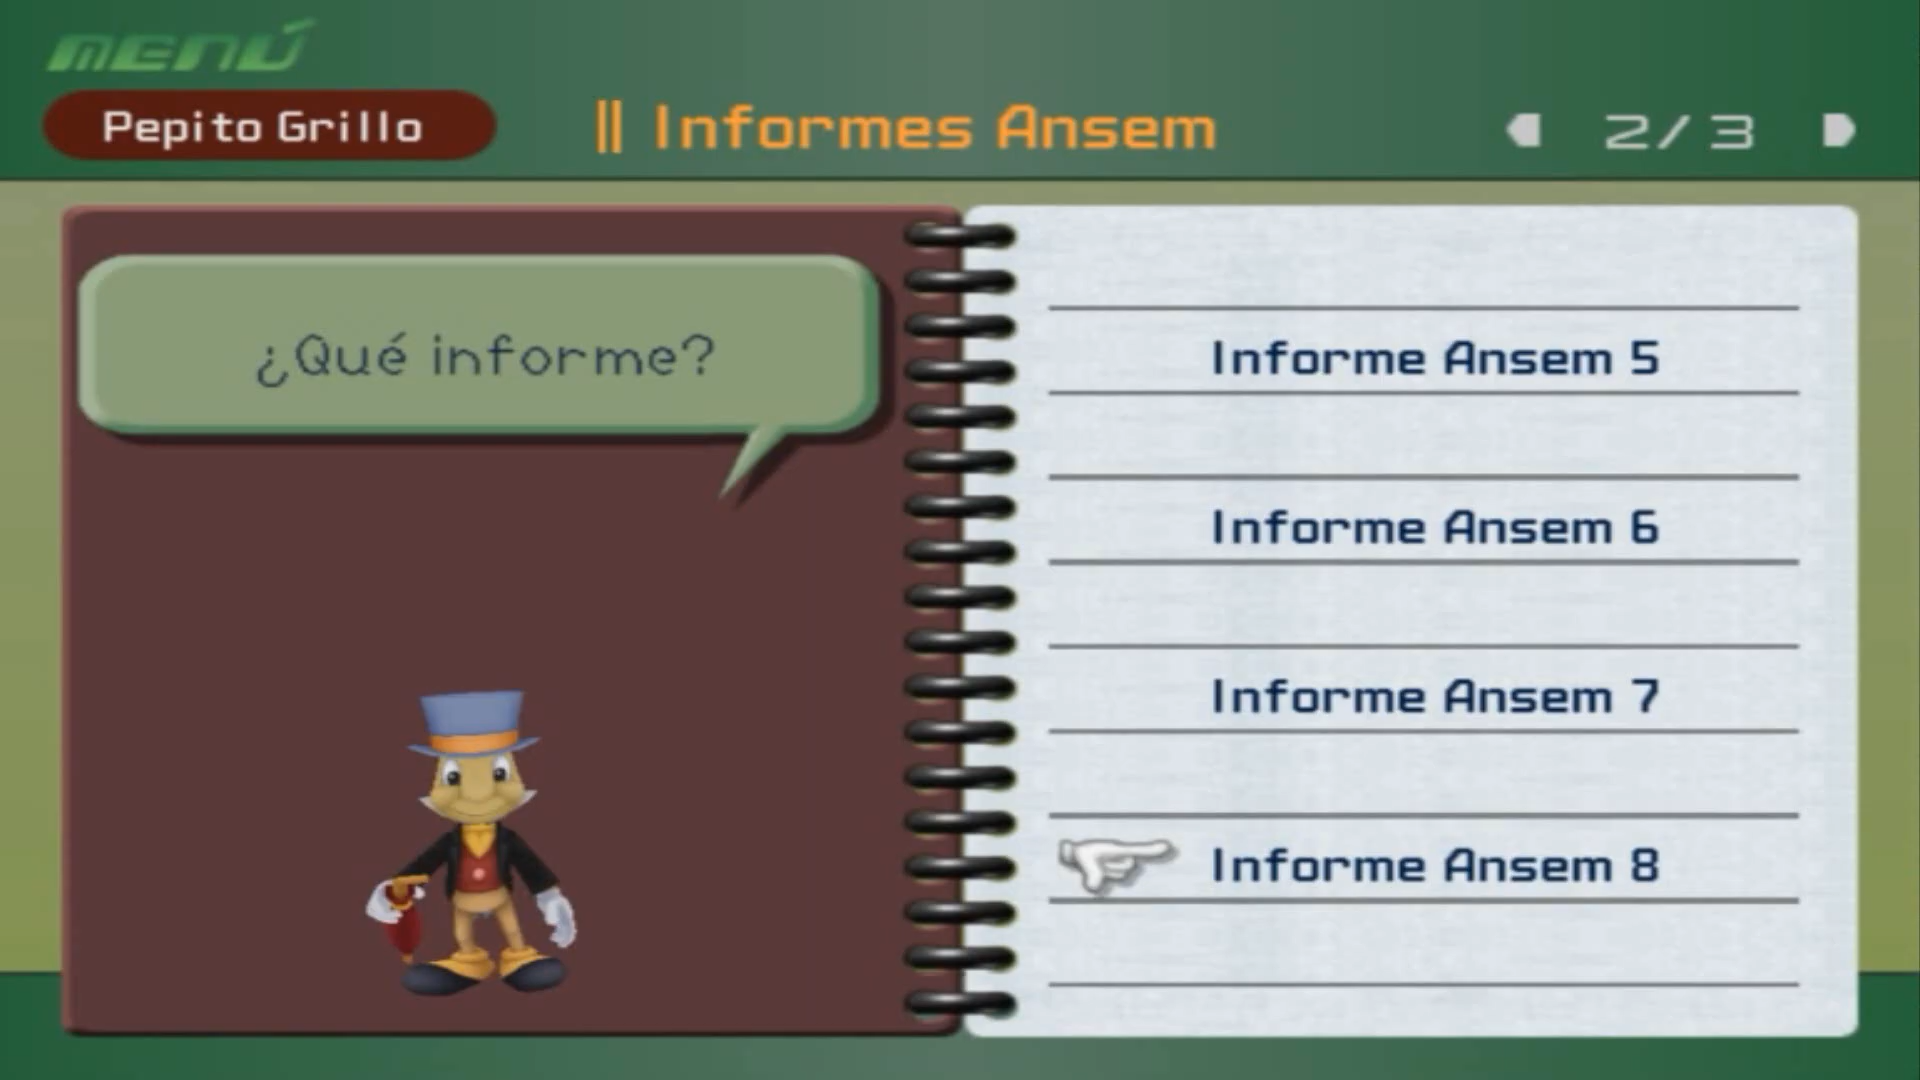 MENÚ
Pepito Grillo
Informes Ansem
2/3
¿Qué informe?
Informe Ansem 5
Informe Ansem 6
Informe Ansem 7
Informe Ansem 8